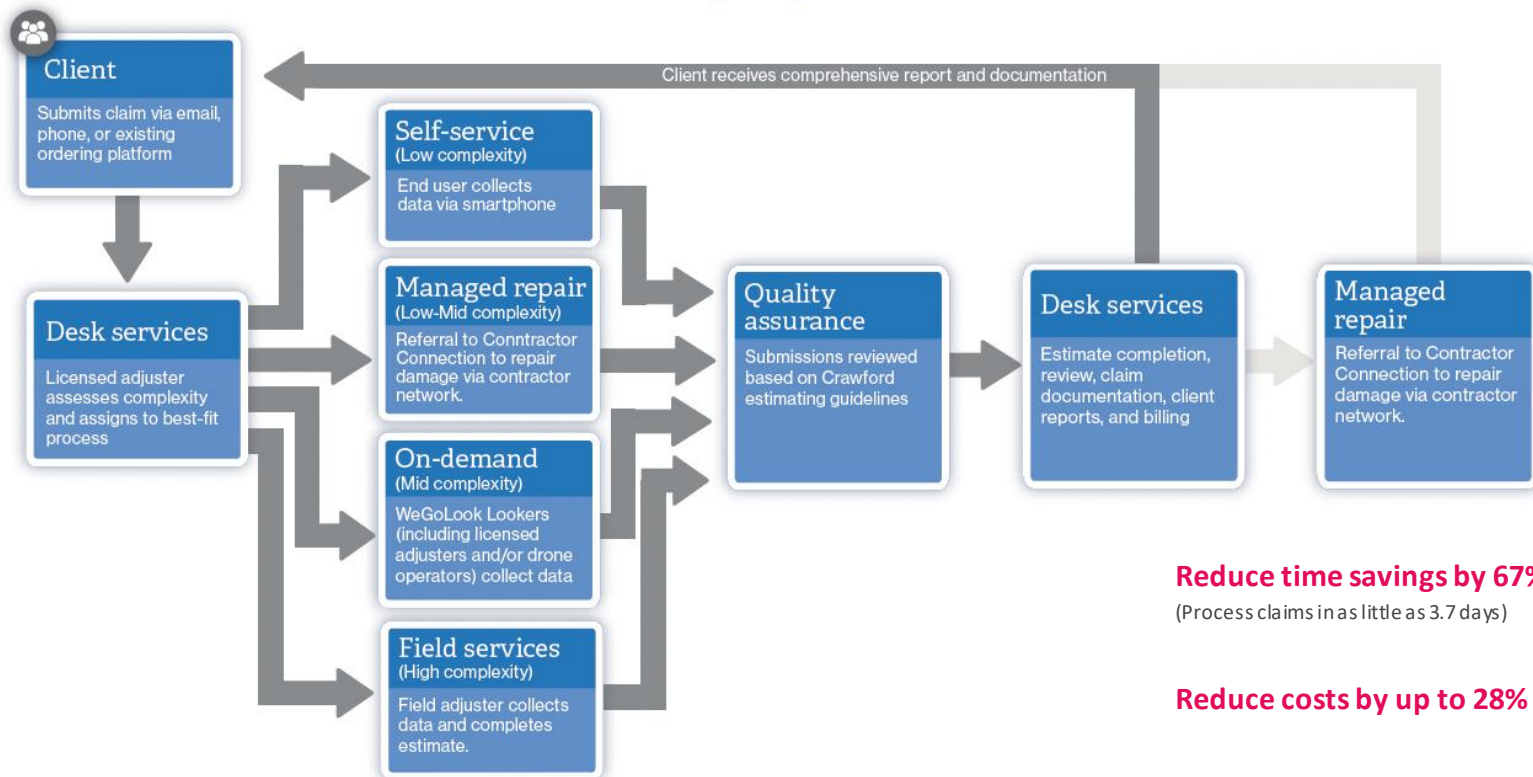 Client
Submits claim via email,
phone, or existing
ordering platform
Client receives comprehensive report and documentation
Desk services
Licensed adjuster
assesses complexity
and assigns to best-fit
process
Self-service
(Low complexity)
End user collects
data via smartphone
Managed repair
(Low-Mid complexity)
Referral to Conntractor
Connection to repair
damage via contractor
network.
On-demand
(Mid complexity)
WeGoLook Lookers
(including licensed
adjusters and/or drone
operators) collect data
Field services
(High complexity)
Field adjuster collects
data and completes
estimate.
Quality
assurance
Submissions reviewed
based on Crawford
estimating guidelines
Desk services
Estimate completion,
review, claim
documentation, client
reports, and billing
Managed
repair
Referral to Contractor
Connection to repair
damage via contractor
network.
Reduce time savings by 67%
(Process claims in as little as 3.7 days)
Reduce costs by up to 28%